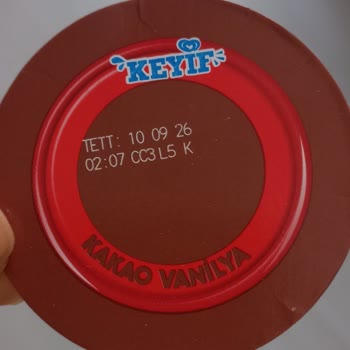 KEYİF
TETT: 10 09 26
02:07 CC3 L5 K
KAKAO VANİLYA